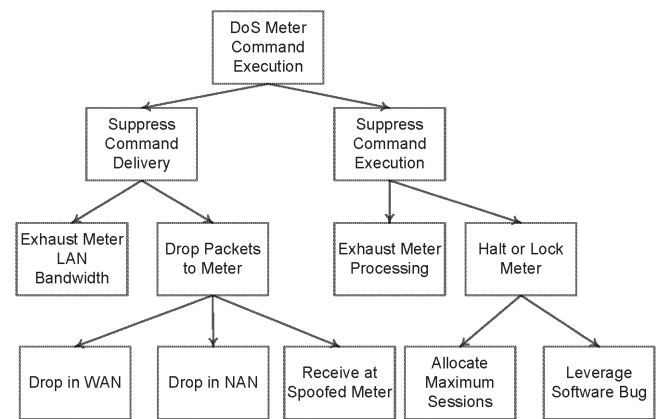 DoS Meter
Command
Execution
Suppress
Command
Delivery
Suppress
Command
Execution
Exhaust Meter
LAN
Bandwidth
Drop Packets
to Meter
Exhaust Meter
Processing
Halt or Lock
Meter
Drop in WAN
Drop in NAN
Receive at
Spoofed Meter
Allocate
Maximum
Sessions
Leverage
Software Bug